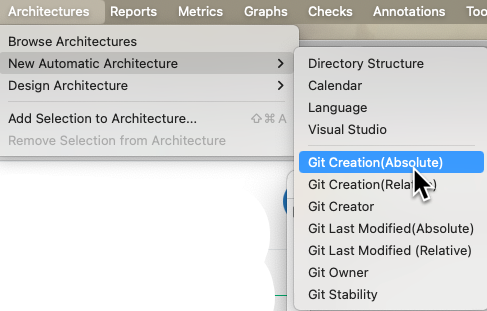 Architectures Reports Metrics Graphs Checks Annotations Too
Browse Architectures
New Automatic Architecture
Design Architecture
Add Selection to Architecture... ⇧⌘A
Remove Selection from Architecture
Directory Structure
Calendar
Language
Visual Studio
Git Creation(Absolute)
Git Creation(Rela
Git Creator
Git Last Modified(Absolute)
Git Last Modified (Relative)
Git Owner
Git Stability